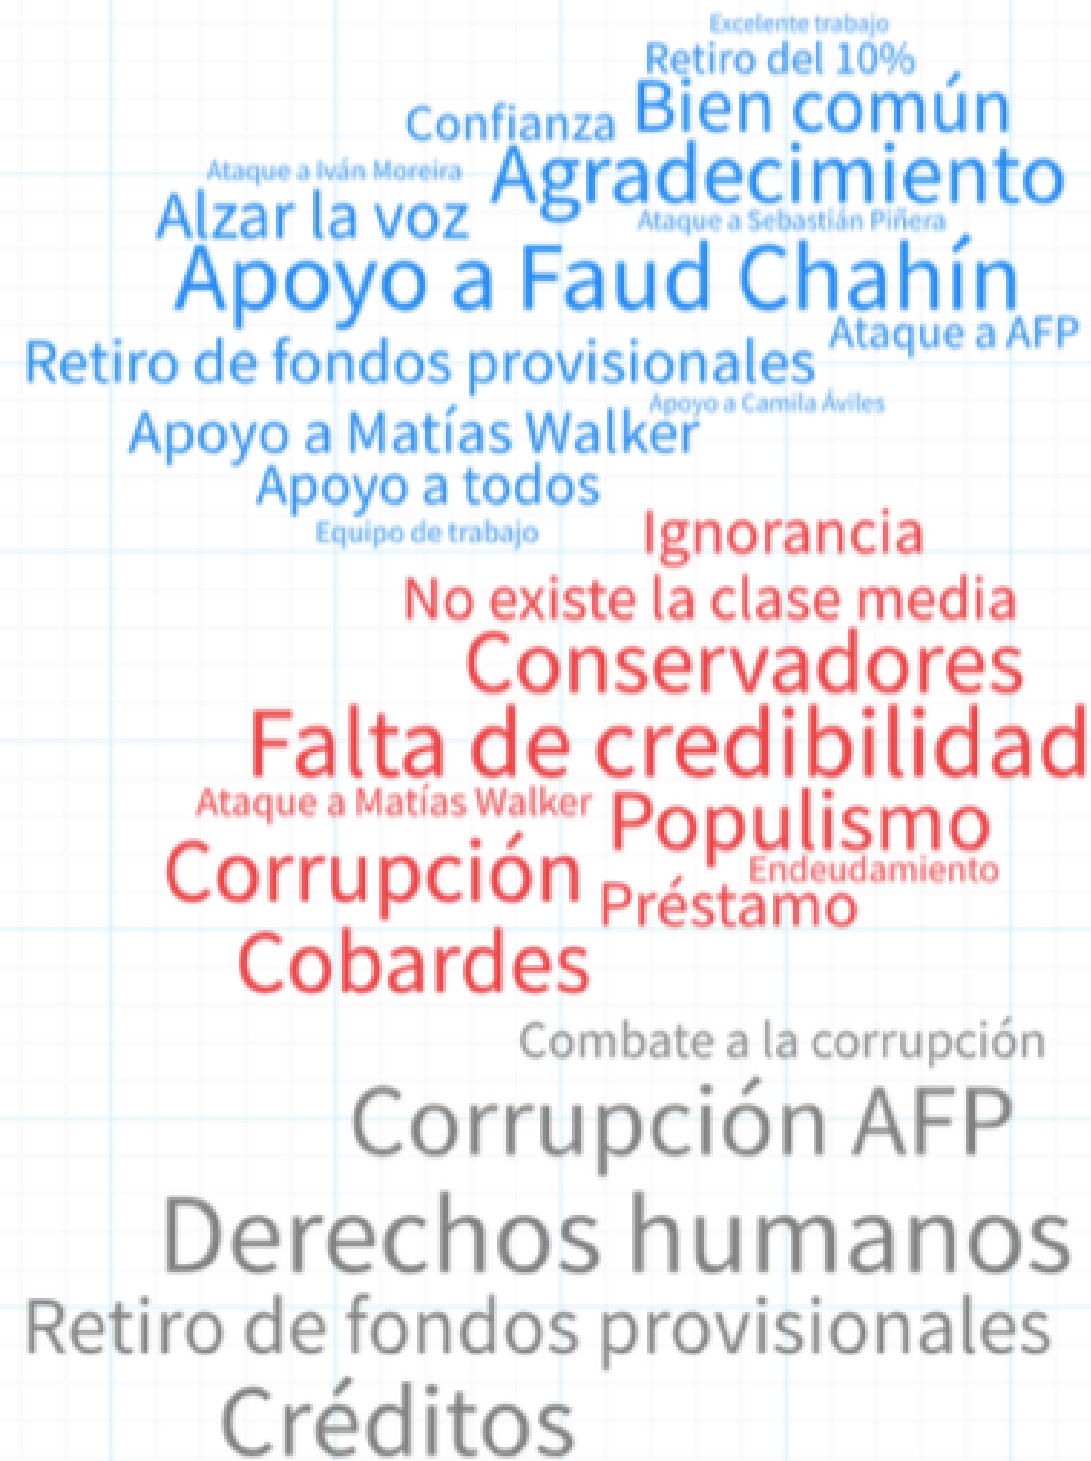 Excelente trabajo
Retiro del 10%
Bien común
Confianza
Agradecimiento
Ataque a Iván Moreira
Alzar la voz
Ataque a Sebastián Piñera
Apoyo a Faud Chahín
Ataque a AFP
Retiro de fondos provisionales
Apoyo a Camila Áviles
Apoyo a Matías Walker
Apoyo a todos
Equipo de trabajo
Ignorancia
No existe la clase media
Conservadores
Falta de credibilidad
Ataque a Matías Walker
Populismo
Corrupción
Endeudamiento
Préstamo
Cobardes
Combate a la corrupción
Corrupción AFP
Derechos humanos
Retiro de fondos provisionales
Créditos